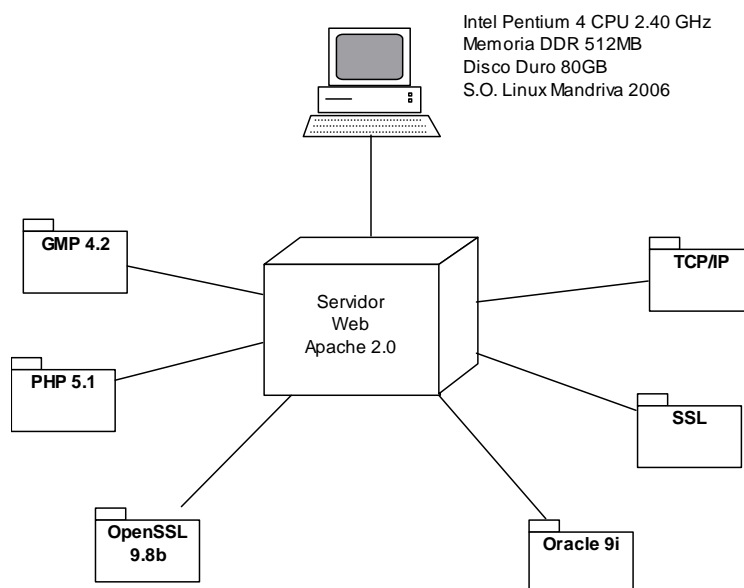 Intel Pentium 4 CPU 2.40 GHz
Memoria DDR 512MB
Disco Duro 80GB
S.O. Linux Mandriva 2006
GMP 4.2
TCP/IP
Servidor
Web
Apache 2.0
PHP 5.1
SSL
OpenSSL
9.8b
Oracle 9i